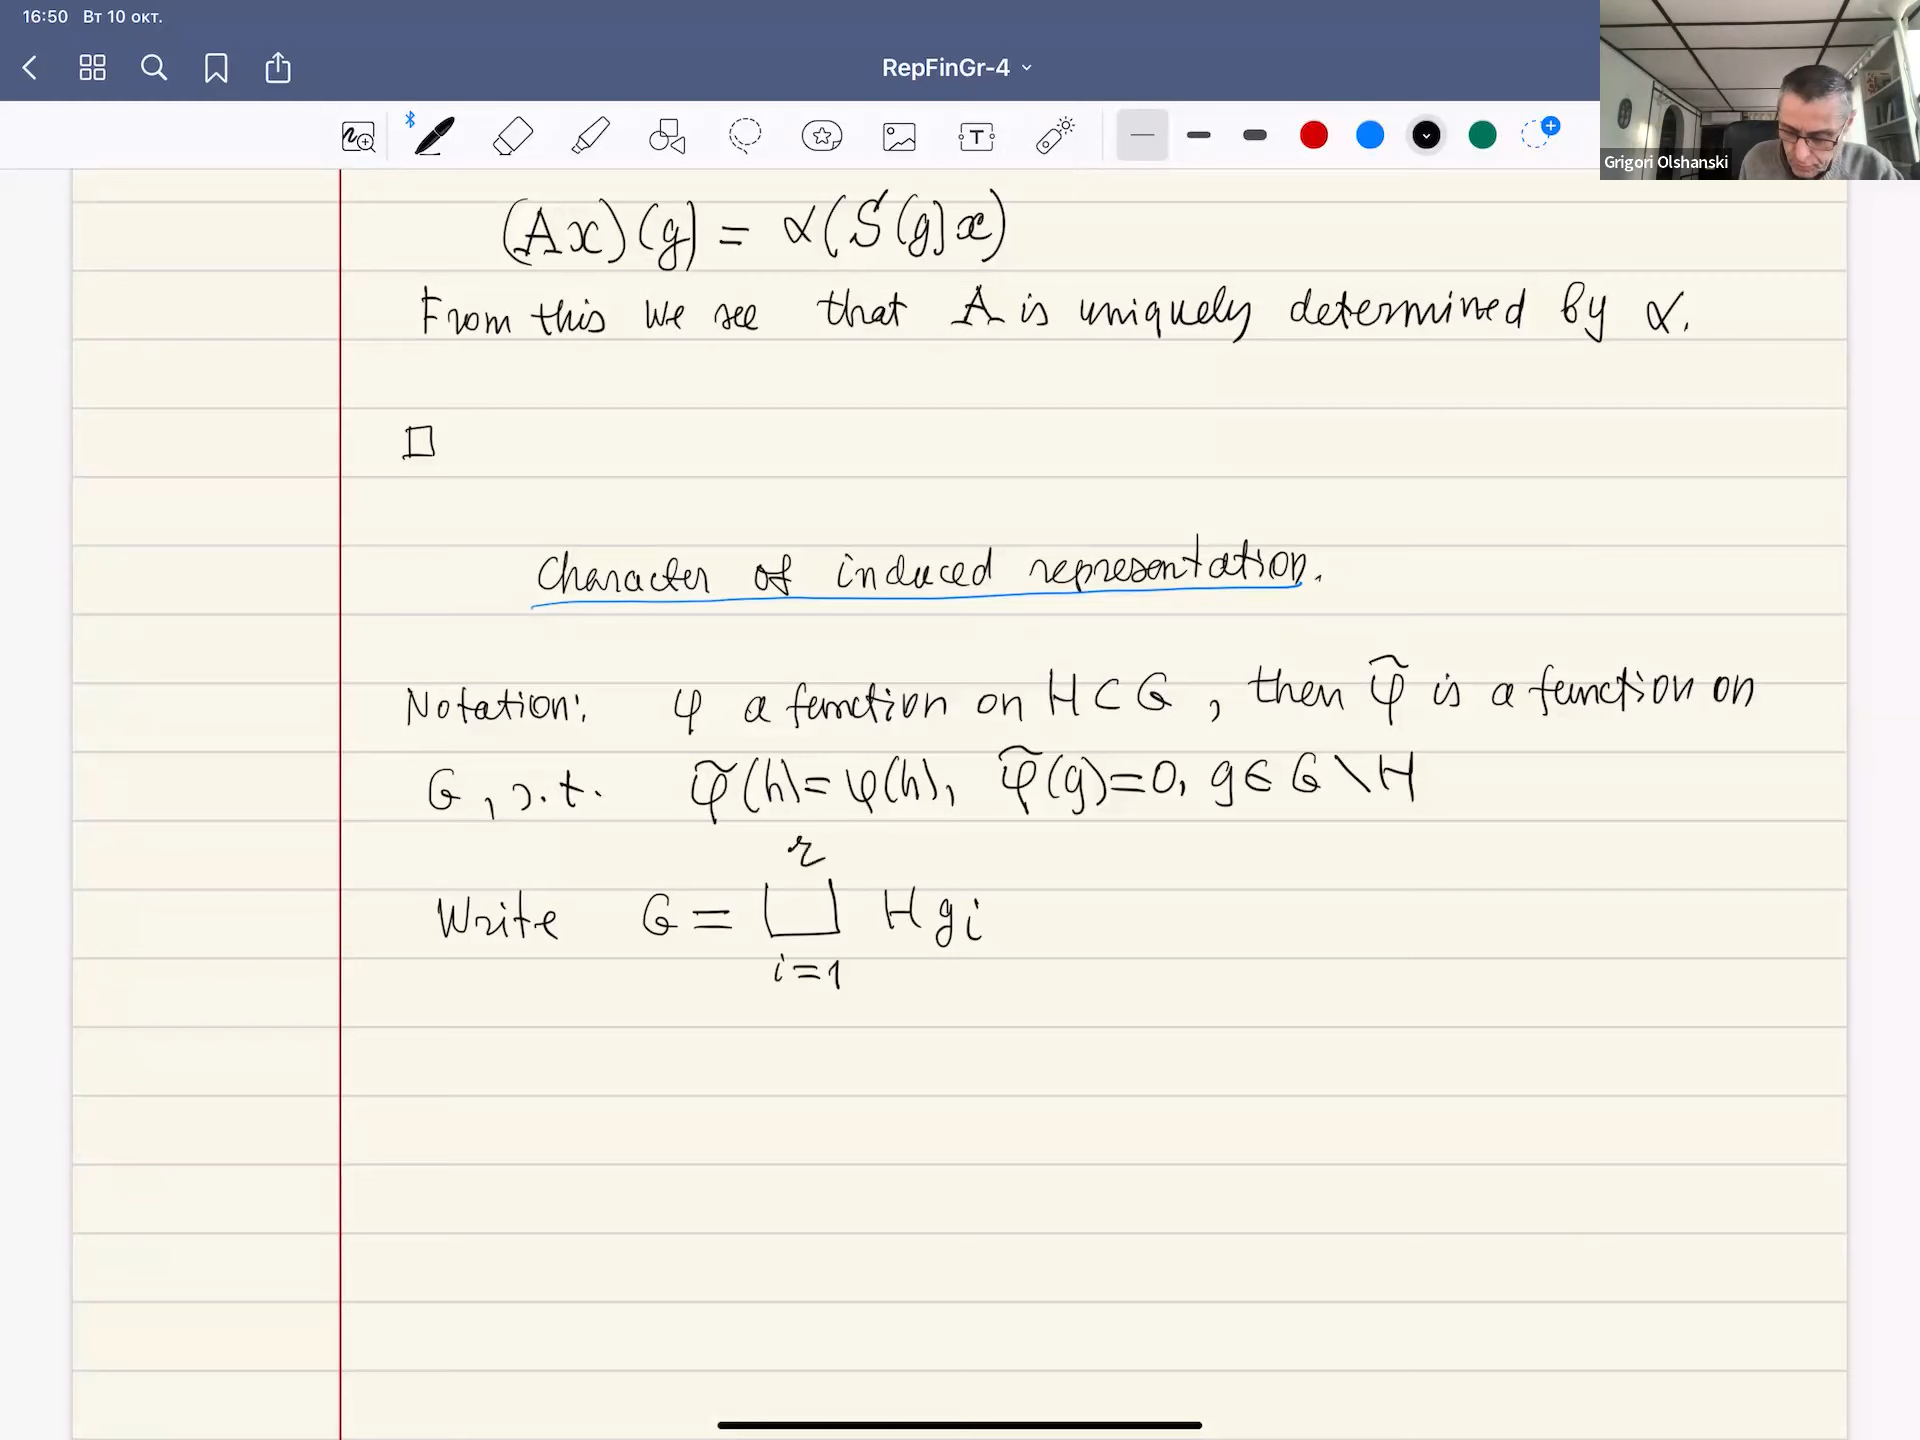 16:50 Вт 10 окт.
RepFinGr-4
Grigori Olshanski
(Ax)(g) = α(S(g)x)
From this we see that A is uniquely determined by α.
□
Character of induced representation.
Notation: φ a function on H⊂G, then φ̃ is a function on
G, s.t. φ̃(h)=φ(h), φ̃(g)=0, g∈G\H
r
Write G = ⊔ H gi
i=1